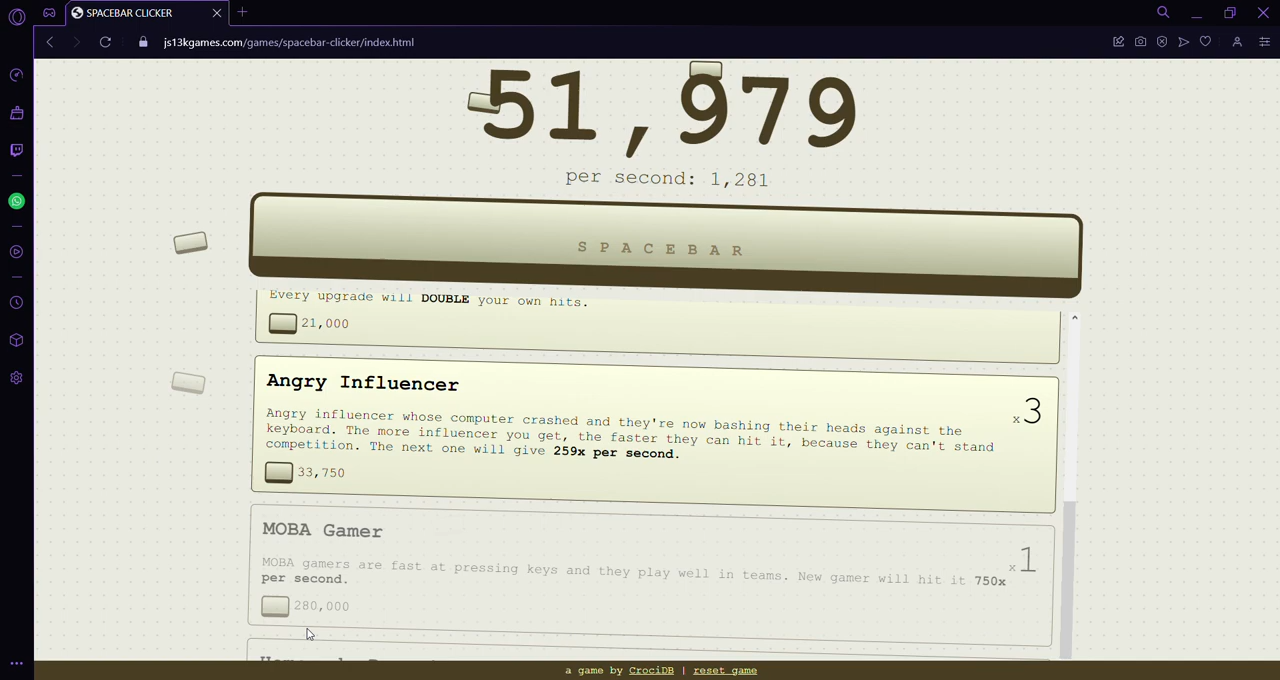 SPACEBAR CLICKER
js13kgames.com/games/spacebar-clicker/index.html
51,979
per second: 1,281
SPACEBAR
Every upgrade will DOUBLE your own hits.
21,000
Angry Influencer
x3
Angry influencer whose computer crashed and they're now bashing their heads against the
keyboard. The more influencer you get, the faster they can hit it, because they can't stand
competition. The next one will give 259x per second.
33,750
MOBA Gamer
x1
MOBA gamers are fast at pressing keys and they play well in teams. New gamer will hit it 750x
per second.
280,000
a game by CrociDB | reset game